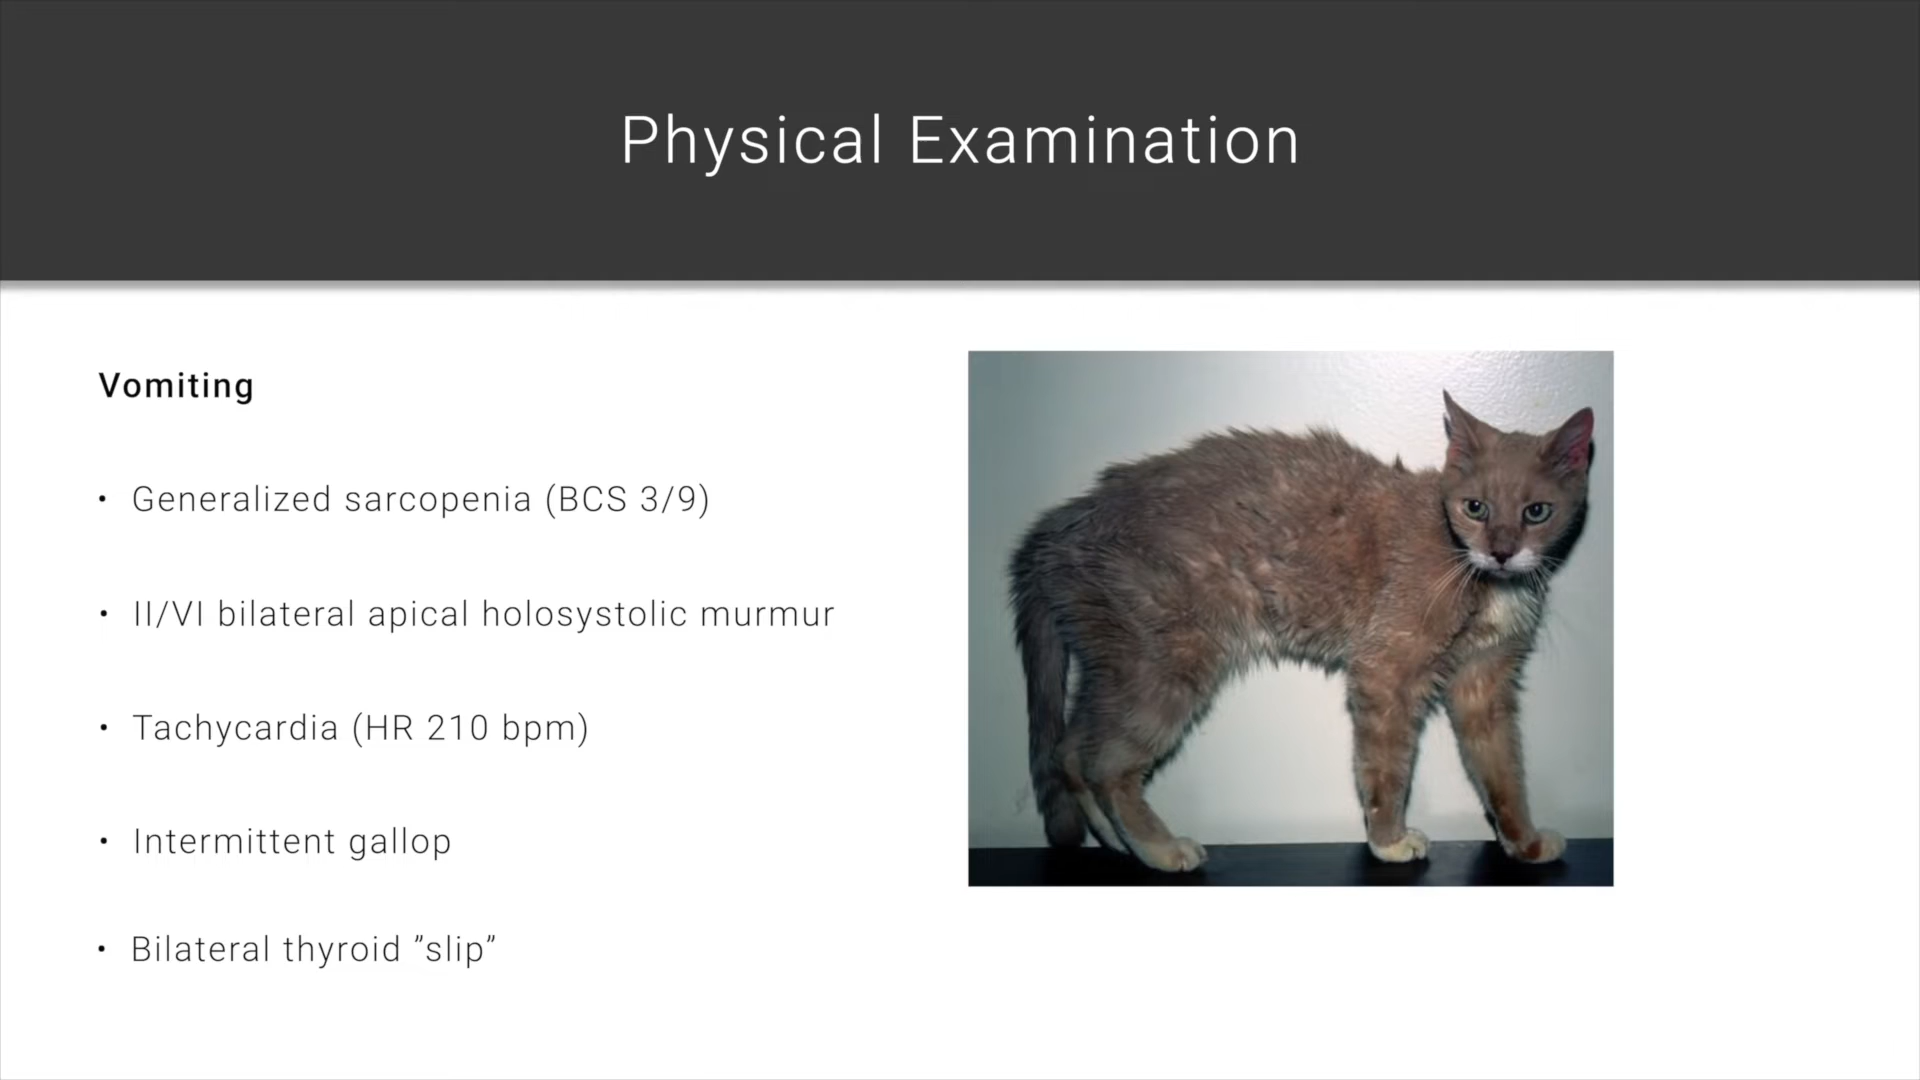 Physical Examination
Vomiting
• Generalized sarcopenia (BCS 3/9)
• II/VI bilateral apical holosystolic murmur
• Tachycardia (HR 210 bpm)
• Intermittent gallop
• Bilateral thyroid ”slip”